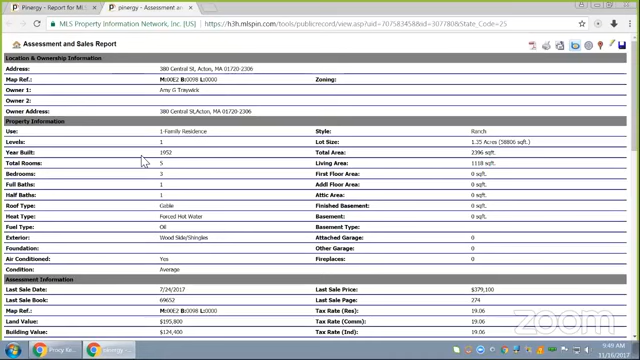 Pinergy - Report for MLS
pinergy - Assessment an
MLS Property Information Network, Inc. [US] https://h3h.mlspin.com/tools/publicrecord/view.asp?uid=707583458&eid=307780&State_Code=25
Assessment and Sales Report
Location & Ownership Information
Address: 380 Central St, Acton, MA 01720-2306
Map Ref.: M:00E2 B:0098 L:0000 Zoning:
Owner 1: Amy G Traywick
Owner 2:
Owner Address: 380 Central St,Acton, MA 01720-2306
Property Information
Use: 1-Family Residence Style: Ranch
Levels: 1 Lot Size: 1.35 Acres (58806 sqft.)
Year Built: 1952 Total Area: 2396 sqft.
Total Rooms: 5 Living Area: 1118 sqft.
Bedrooms: 3 First Floor Area: 0 sqft.
Full Baths: 1 Addl Floor Area: 0 sqft.
Half Baths: 1 Attic Area: 0 sqft.
Roof Type: Gable Finished Basement: 0 sqft.
Heat Type: Forced Hot Water Basement: 0 sqft.
Fuel Type: Oil Basement Type:
Exterior: Wood Side/Shingles Attached Garage: 0
Foundation: Other Garage: 0
Air Conditioned: Yes Fireplaces: 0
Condition: Average
Assessment Information
Last Sale Date: 7/24/2017 Last Sale Price: $379,100
Last Sale Book: 69652 Last Sale Page: 274
Map Ref.: M:00E2 B:0098 L:0000 Tax Rate (Res): 19.06
Land Value: $195,800 Tax Rate (Comm): 19.06
Building Value: $124,400 Tax Rate (Ind): 19.06
zoom
Procy Ke...
pinergy - ...
9:49 AM
11/16/2017